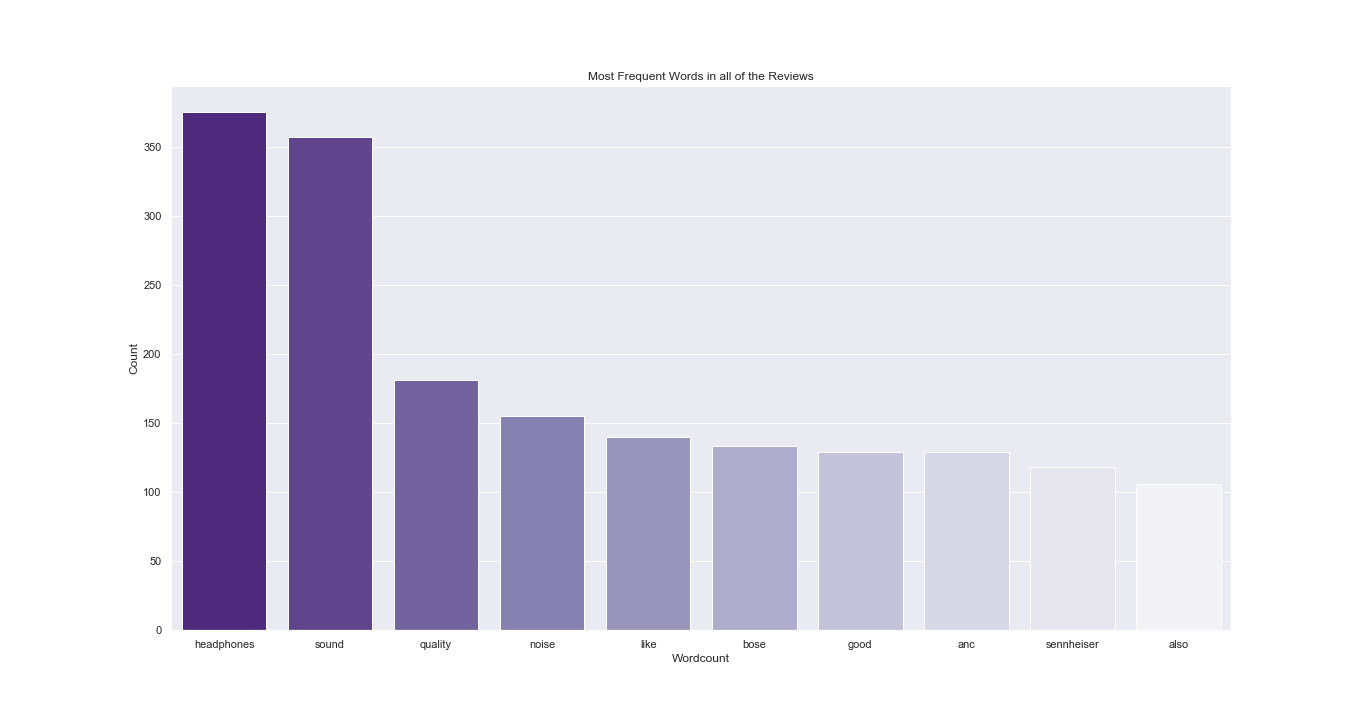 Most Frequent Words in all of the Reviews
350
300
250
200
150
100
50
0
Count
headphones sound quality noise like bose good anc sennheiser also
Wordcount